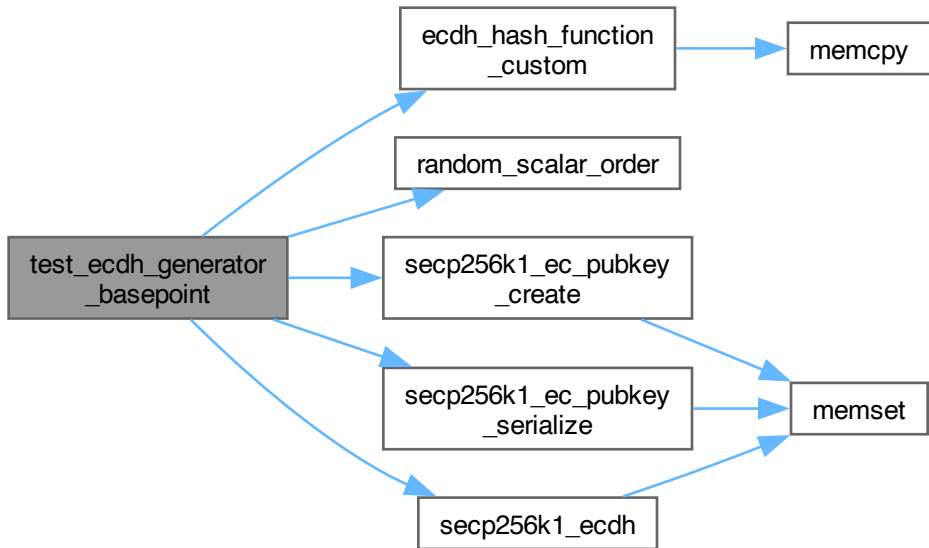 ecdh_hash_function
_custom
memcpy
random_scalar_order
test_ecdh_generator
_basepoint
secp256k1_ec_pubkey
_create
secp256k1_ec_pubkey
_serialize
memset
secp256k1_ecdh